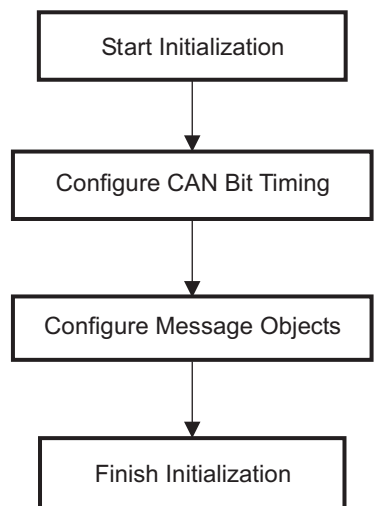 Start Initialization
Configure CAN Bit Timing
Configure Message Objects
Finish Initialization